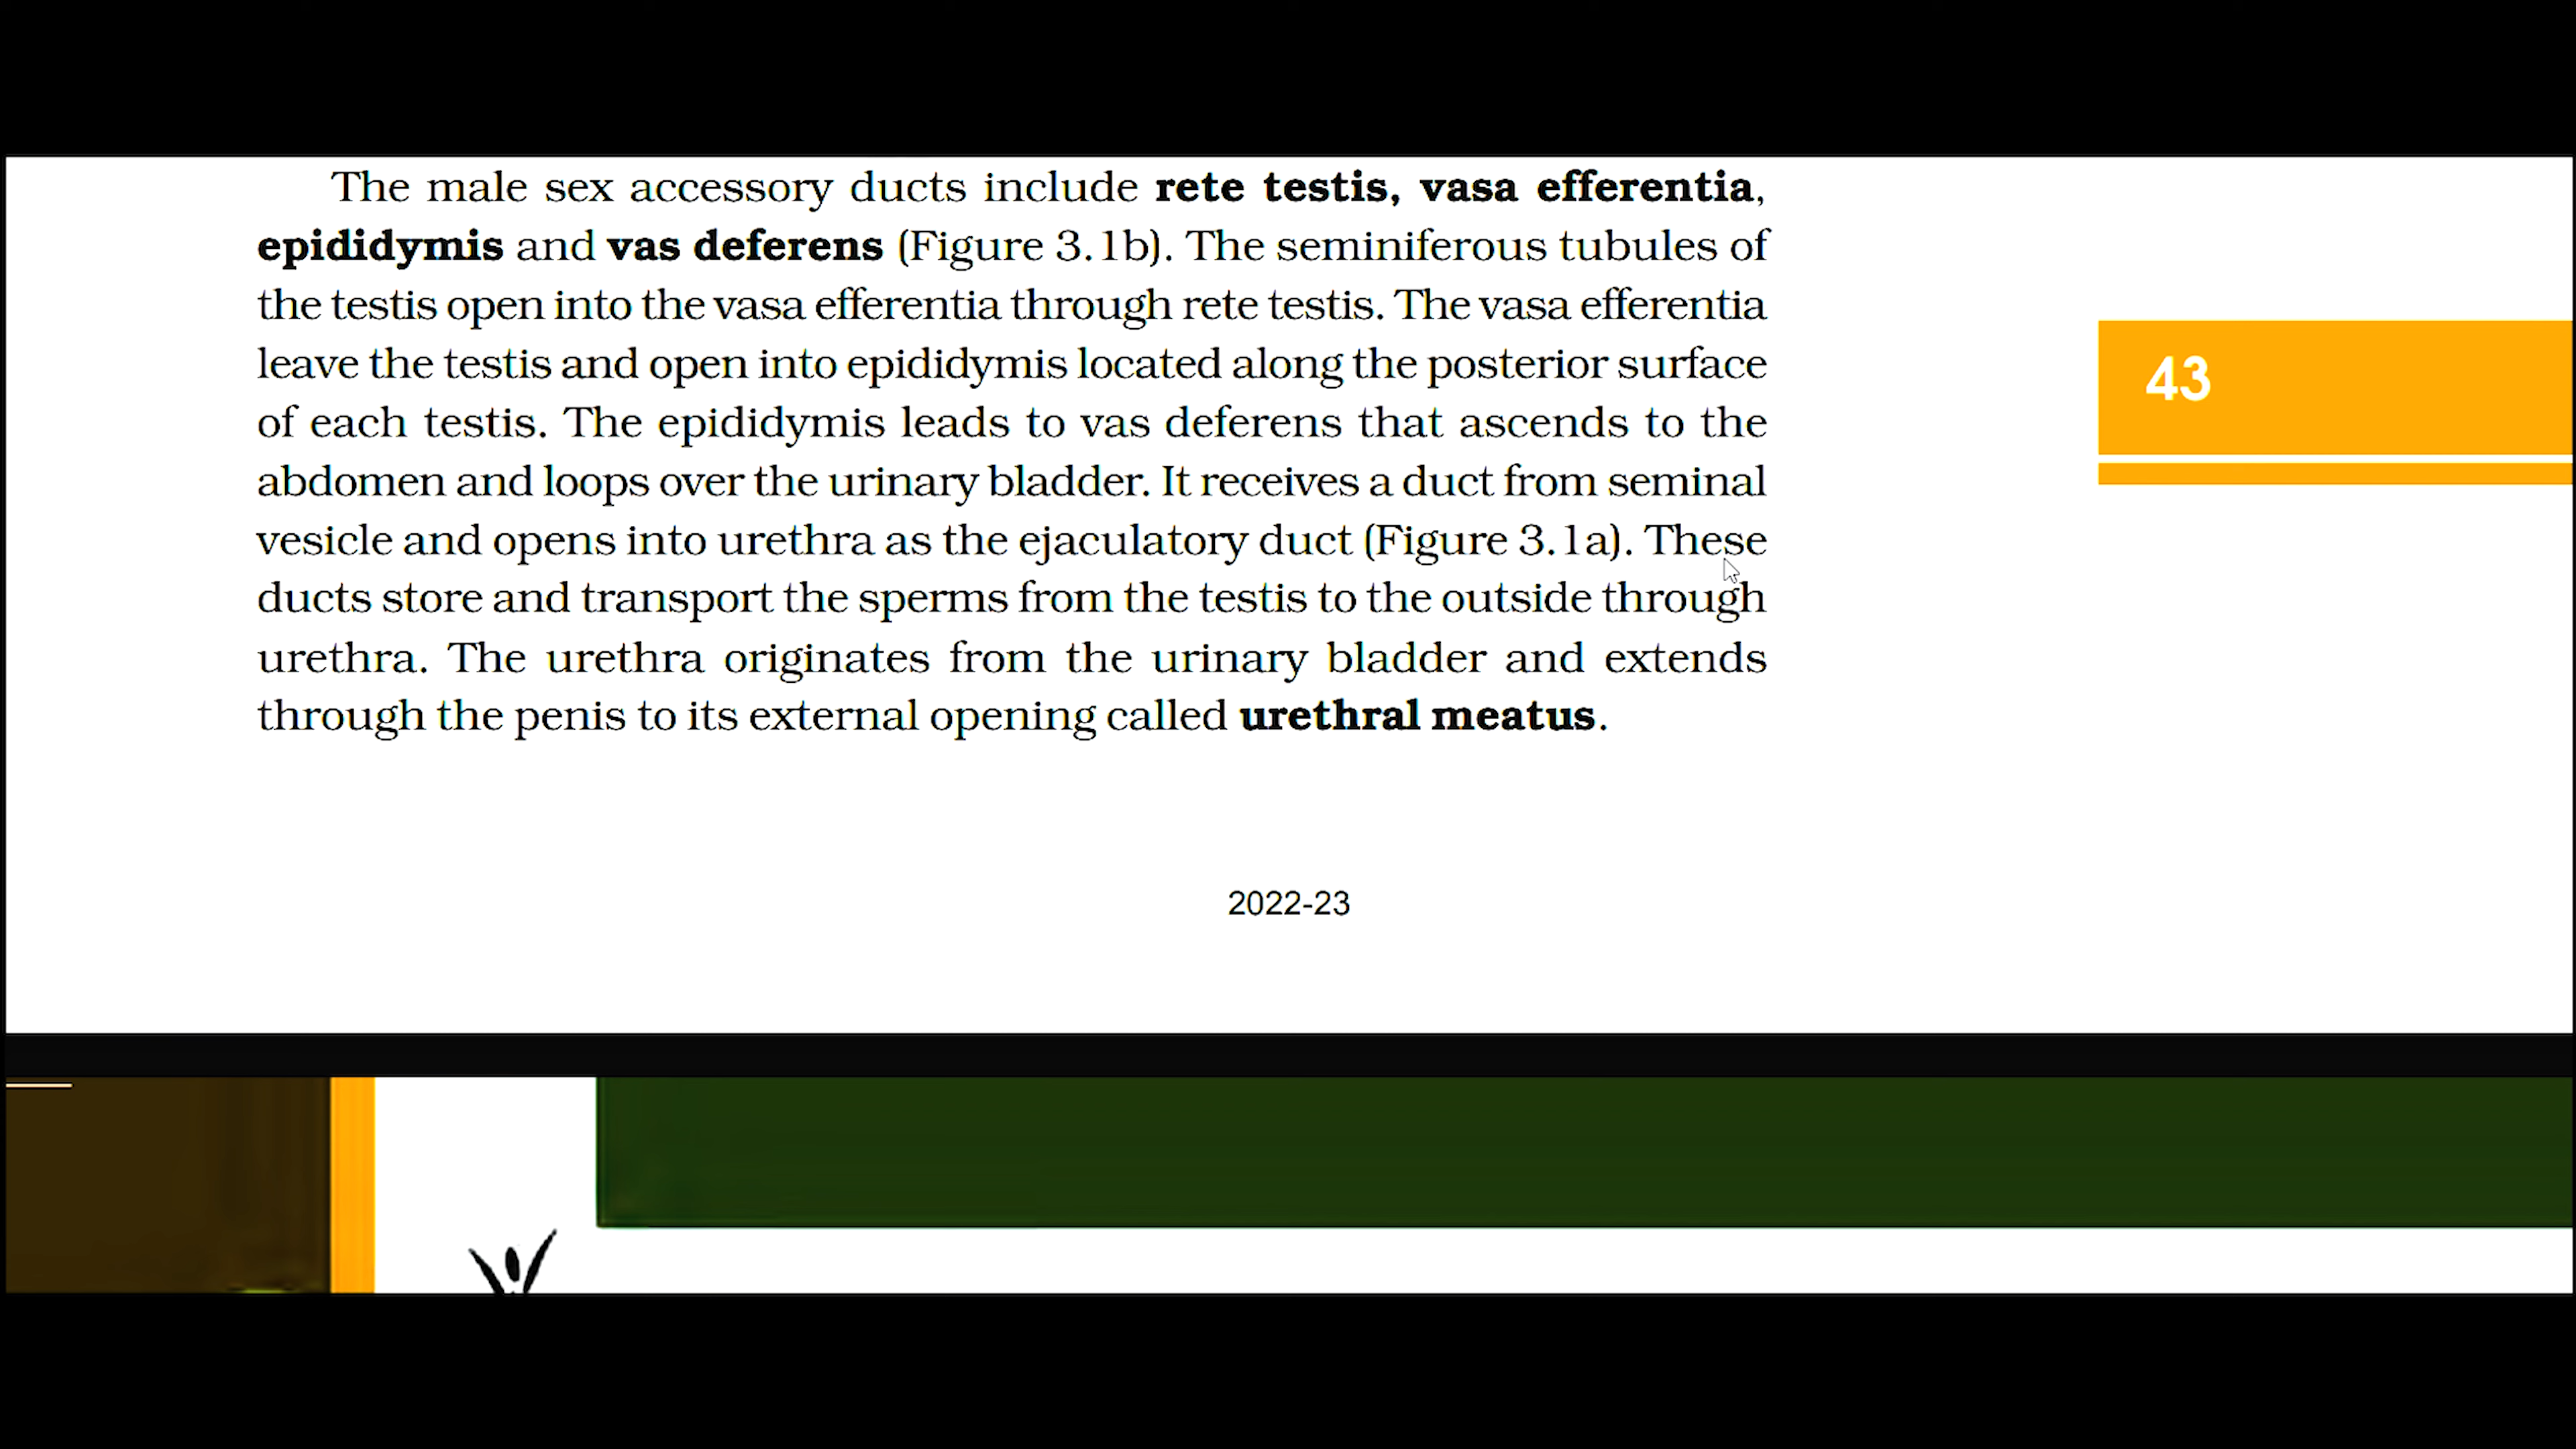 The male sex accessory ducts include rete testis, vasa efferentia,
epididymis and vas deferens (Figure 3.1b). The seminiferous tubules of
the testis open into the vasa efferentia through rete testis. The vasa efferentia
leave the testis and open into epididymis located along the posterior surface
of each testis. The epididymis leads to vas deferens that ascends to the
abdomen and loops over the urinary bladder. It receives a duct from seminal
vesicle and opens into urethra as the ejaculatory duct (Figure 3.1a). These
ducts store and transport the sperms from the testis to the outside through
urethra. The urethra originates from the urinary bladder and extends
through the penis to its external opening called urethral meatus.
43
2022-23